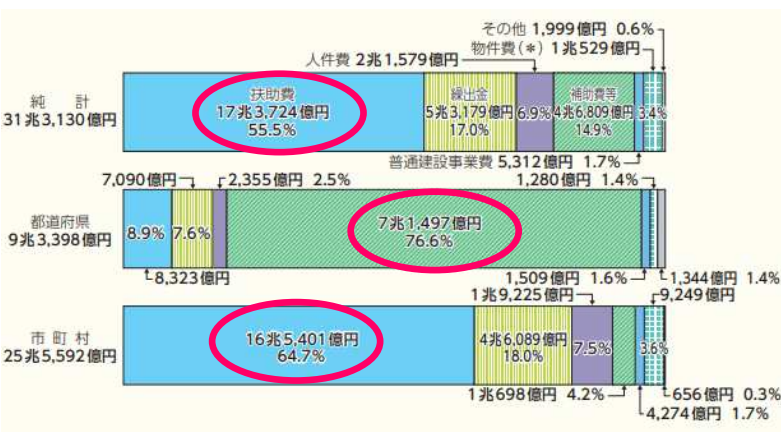 その他 1,999億円 0.6%
物件費(*) 1兆529億円
人件費 2兆1,579億円
純計
31兆3,130億円
扶助費
17兆3,724億円
55.5%
繰出金
5兆3,179億円
17.0%
6.9%
補助費等
4兆6,809億円
14.9%
3.4%
普通建設事業費 5,312億円 1.7%
7,090億円
2,355億円 2.5%
1,280億円 1.4%
都道府県
9兆3,398億円
8.9%
7.6%
7兆1,497億円
76.6%
8,323億円
1,509億円 1.6%
1,344億円 1.4%
1兆9,225億円
9,249億円
市町村
25兆5,592億円
16兆5,401億円
64.7%
4兆6,089億円
18.0%
7.5%
3.6%
1兆698億円 4.2%
656億円 0.3%
4,274億円 1.7%